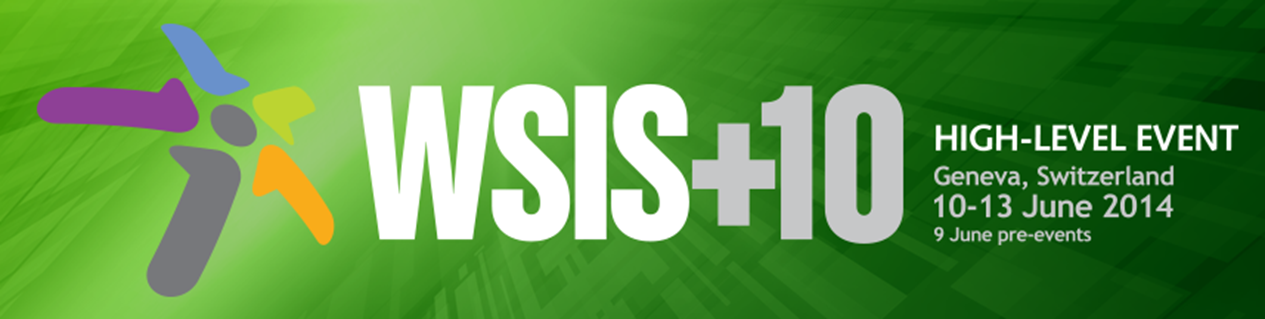 WSIS+10
HIGH-LEVEL EVENT
Geneva, Switzerland
10-13 June 2014
9 June pre-events